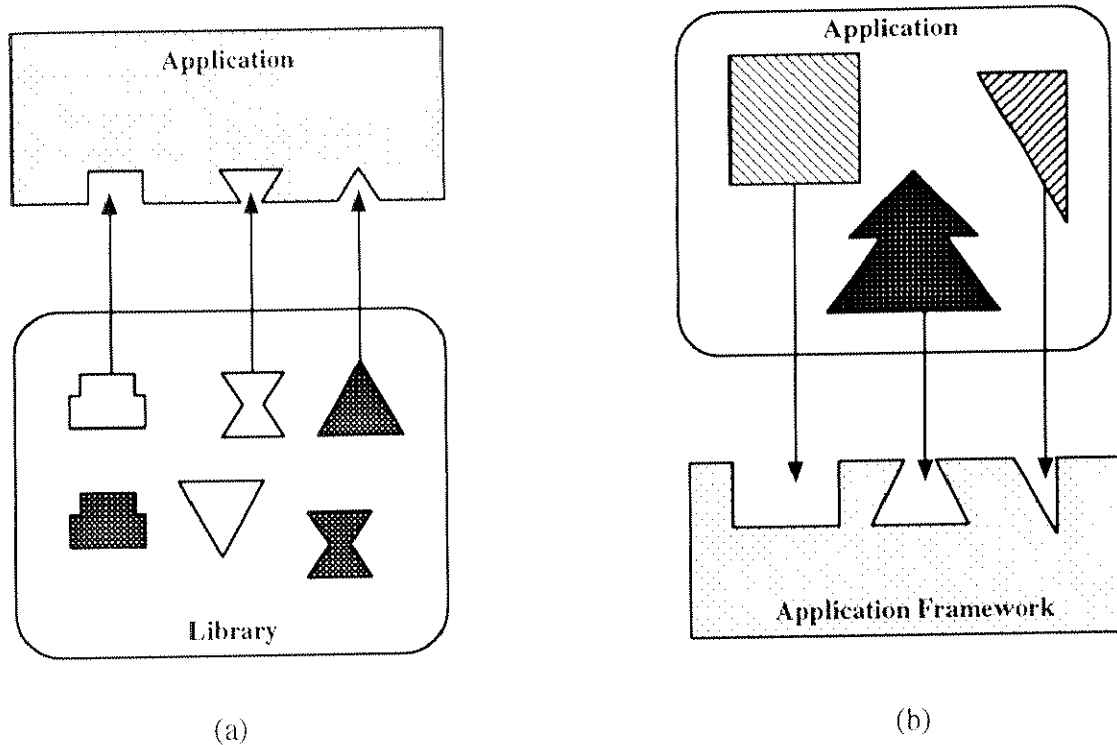 Application
Library
(a)
Application
Application Framework
(b)